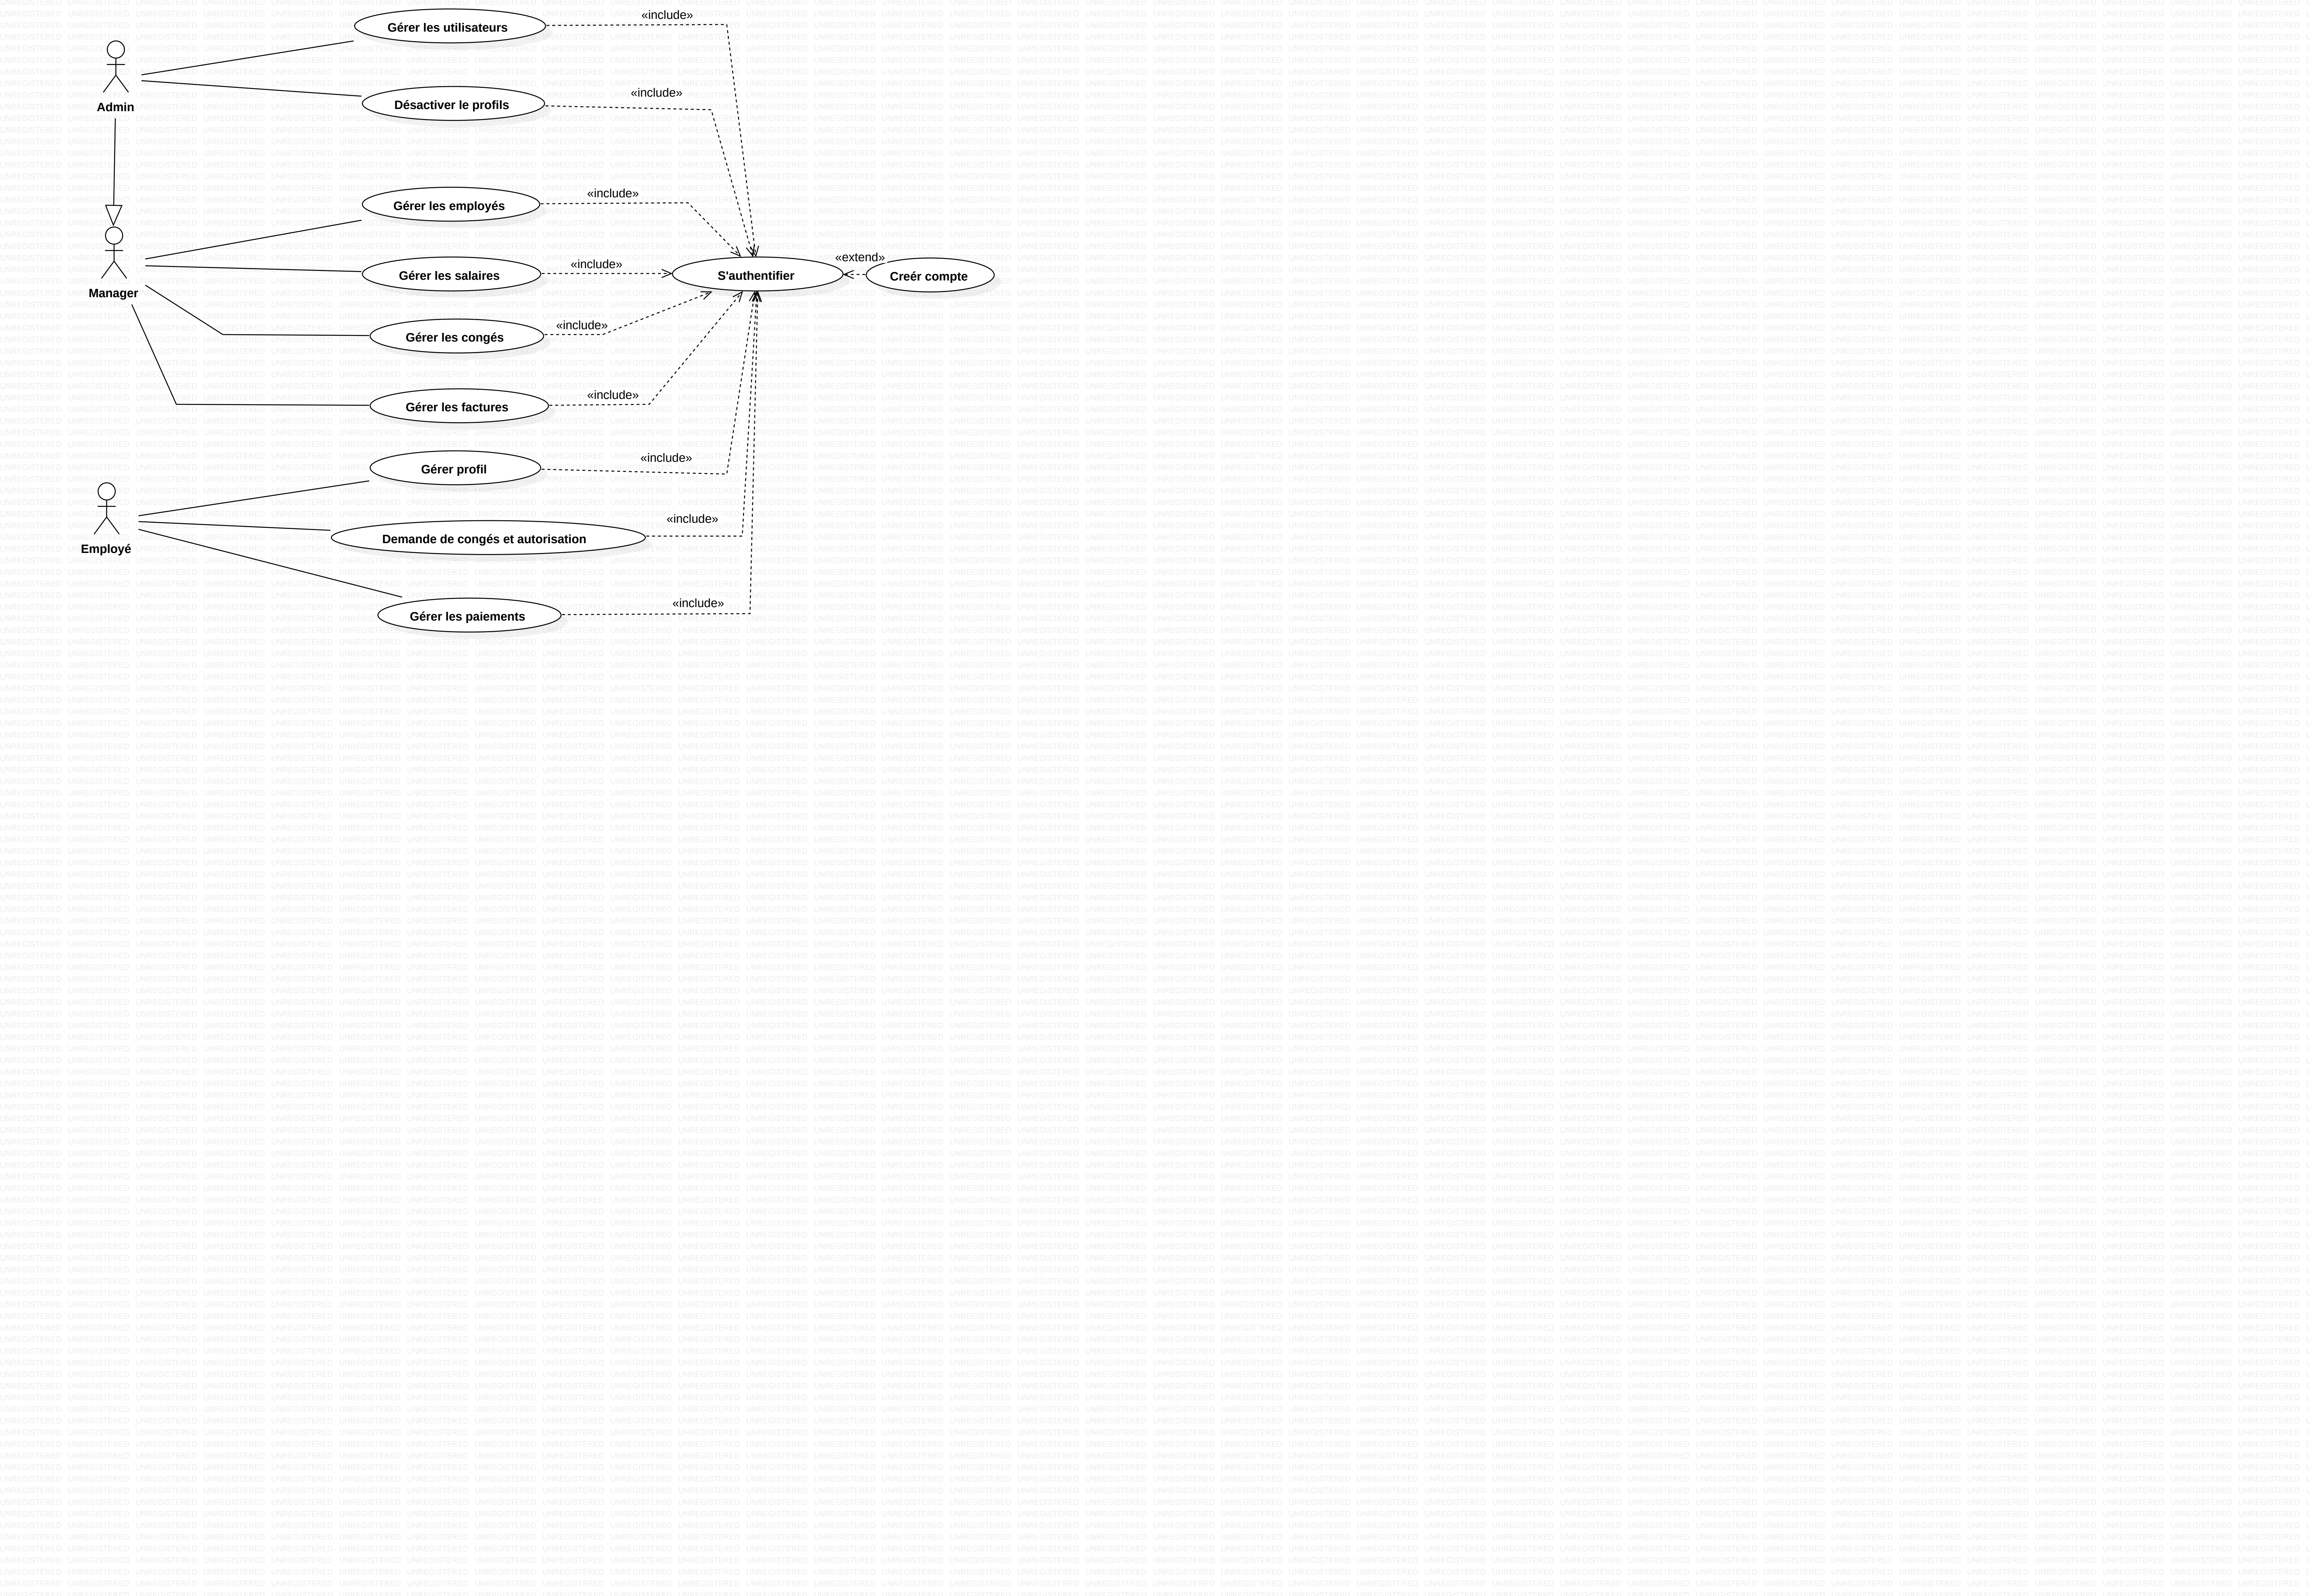 «include»
Gérer les utilisateurs
«include»
Désactiver le profils
Admin
«include»
Gérer les employés
«extend»
«include»
Gérer les salaires
S'authentifier
Creér compte
Manager
«include»
Gérer les congés
«include»
Gérer les factures
«include»
Gérer profil
«include»
Demande de congés et autorisation
Employé
«include»
Gérer les paiements
UNREGISTERED